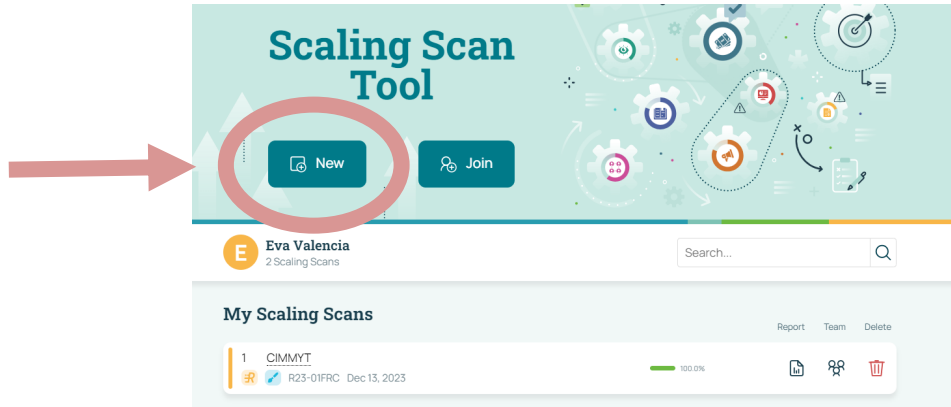 Scaling Scan
Tool
New
Join
E
Eva Valencia
2 Scaling Scans
Search...
My Scaling Scans
Report Team Delete
1 CIMMYT
R R23-01FRC Dec 13, 2023
100.0%